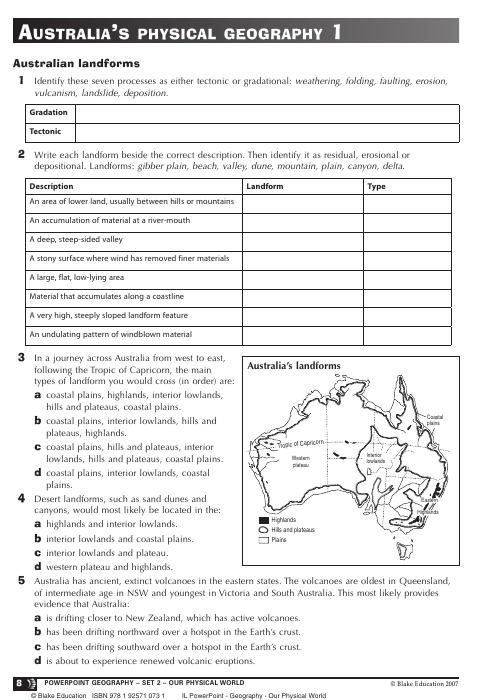 AUSTRALIA'S PHYSICAL GEOGRAPHY 1
Australian landforms
1 Identify these seven processes as either tectonic or gradational: weathering, folding, faulting, erosion,
vulcanism, landslide, deposition.
Gradation
Tectonic
2 Write each landform beside the correct description. Then identify it as residual, erosional or
depositional. Landforms: gibber plain, beach, valley, dune, mountain, plain, canyon, delta.
Description Landform Type
An area of lower land, usually between hills or mountains
An accumulation of material at a river-mouth
A deep, steep-sided valley
A stony surface where wind has removed finer materials
A large, flat, low-lying area
Material that accumulates along a coastline
A very high, steeply sloped landform feature
An undulating pattern of windblown material
3 In a journey across Australia from west to east,
following the Tropic of Capricorn, the main
types of landform you would cross (in order) are:
a coastal plains, highlands, interior lowlands,
hills and plateaus, coastal plains.
b coastal plains, interior lowlands, hills and
plateaus, highlands.
c coastal plains, hills and plateaus, interior
lowlands, hills and plateaus, coastal plains.
d coastal plains, interior lowlands, coastal
plains.
4 Desert landforms, such as sand dunes and
canyons, would most likely be located in the:
a highlands and interior lowlands.
b interior lowlands and coastal plains.
c interior lowlands and plateau.
d western plateau and highlands.
Australia's landforms
Coastal
plains
Tropic of Capricorn
Western
plateau
Interior
lowlands
Eastern
Highlands
Highlands
Hills and plateaus
Plains
5 Australia has ancient, extinct volcanoes in the eastern states. The volcanoes are oldest in Queensland,
of intermediate age in NSW and youngest in Victoria and South Australia. This most likely provides
evidence that Australia:
a is drifting closer to New Zealand, which has active volcanoes.
b has been drifting northward over a hotspot in the Earth's crust.
c has been drifting southward over a hotspot in the Earth's crust.
d is about to experience renewed volcanic eruptions.
8 POWERPOINT GEOGRAPHY – SET 2 – OUR PHYSICAL WORLD © Blake Education 2007
© Blake Education ISBN 978 1 92571 073 1 IL PowerPoint - Geography - Our Physical World